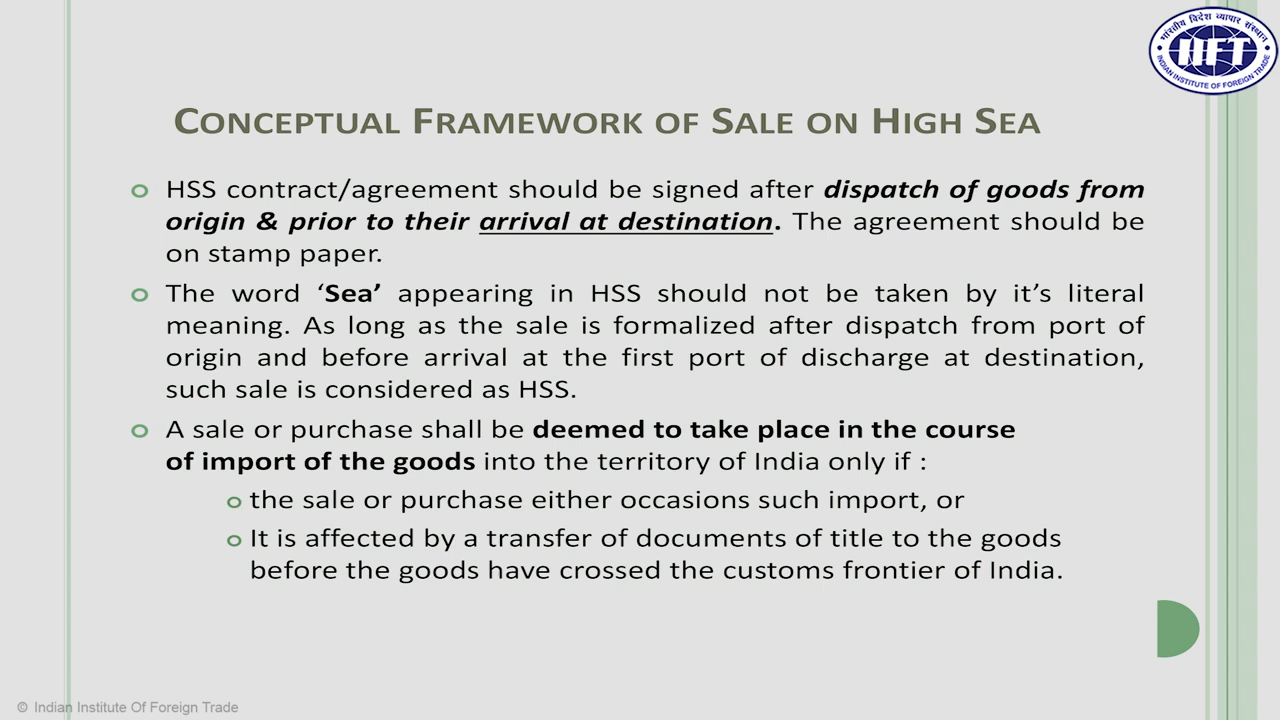 भारतीय विदेश व्यापार संस्थान
IIFT
INDIAN INSTITUTE OF FOREIGN TRADE
CONCEPTUAL FRAMEWORK OF SALE ON HIGH SEA
HSS contract/agreement should be signed after dispatch of goods from
origin & prior to their arrival at destination. The agreement should be
on stamp paper.
The word ‘Sea’ appearing in HSS should not be taken by it’s literal
meaning. As long as the sale is formalized after dispatch from port of
origin and before arrival at the first port of discharge at destination,
such sale is considered as HSS.
A sale or purchase shall be deemed to take place in the course
of import of the goods into the territory of India only if :
the sale or purchase either occasions such import, or
It is affected by a transfer of documents of title to the goods
before the goods have crossed the customs frontier of India.
© Indian Institute Of Foreign Trade